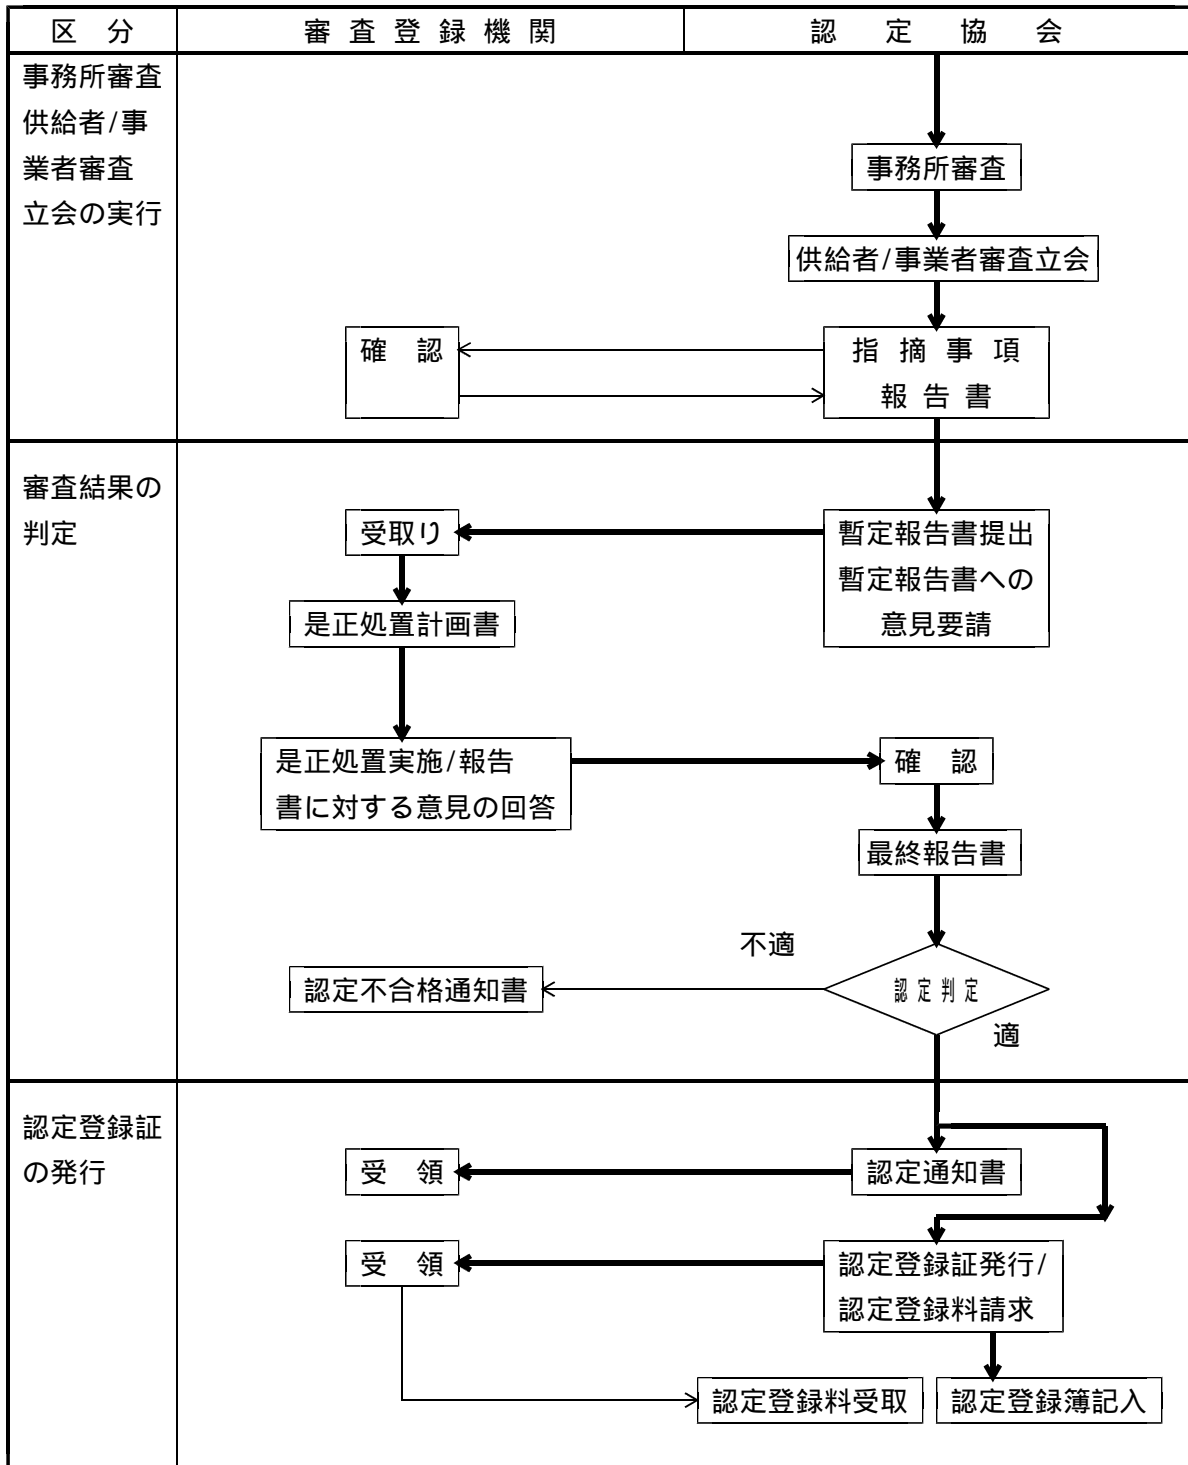 区 分
審 査 登 録 機 関
認 定 協 会
事務所審査
供給者/事
業者審査
立会の実行
事務所審査
供給者/事業者審査立会
確 認
指 摘 事 項
報 告 書
審査結果の
判定
受取り
暫定報告書提出
暫定報告書への
意見要請
是正処置計画書
是正処置実施/報告
書に対する意見の回答
確 認
最終報告書
不適
認定不合格通知書
認 定 判 定
適
認定登録証
の発行
受 領
認定通知書
受 領
認定登録証発行/
認定登録料請求
認定登録料受取
認定登録簿記入